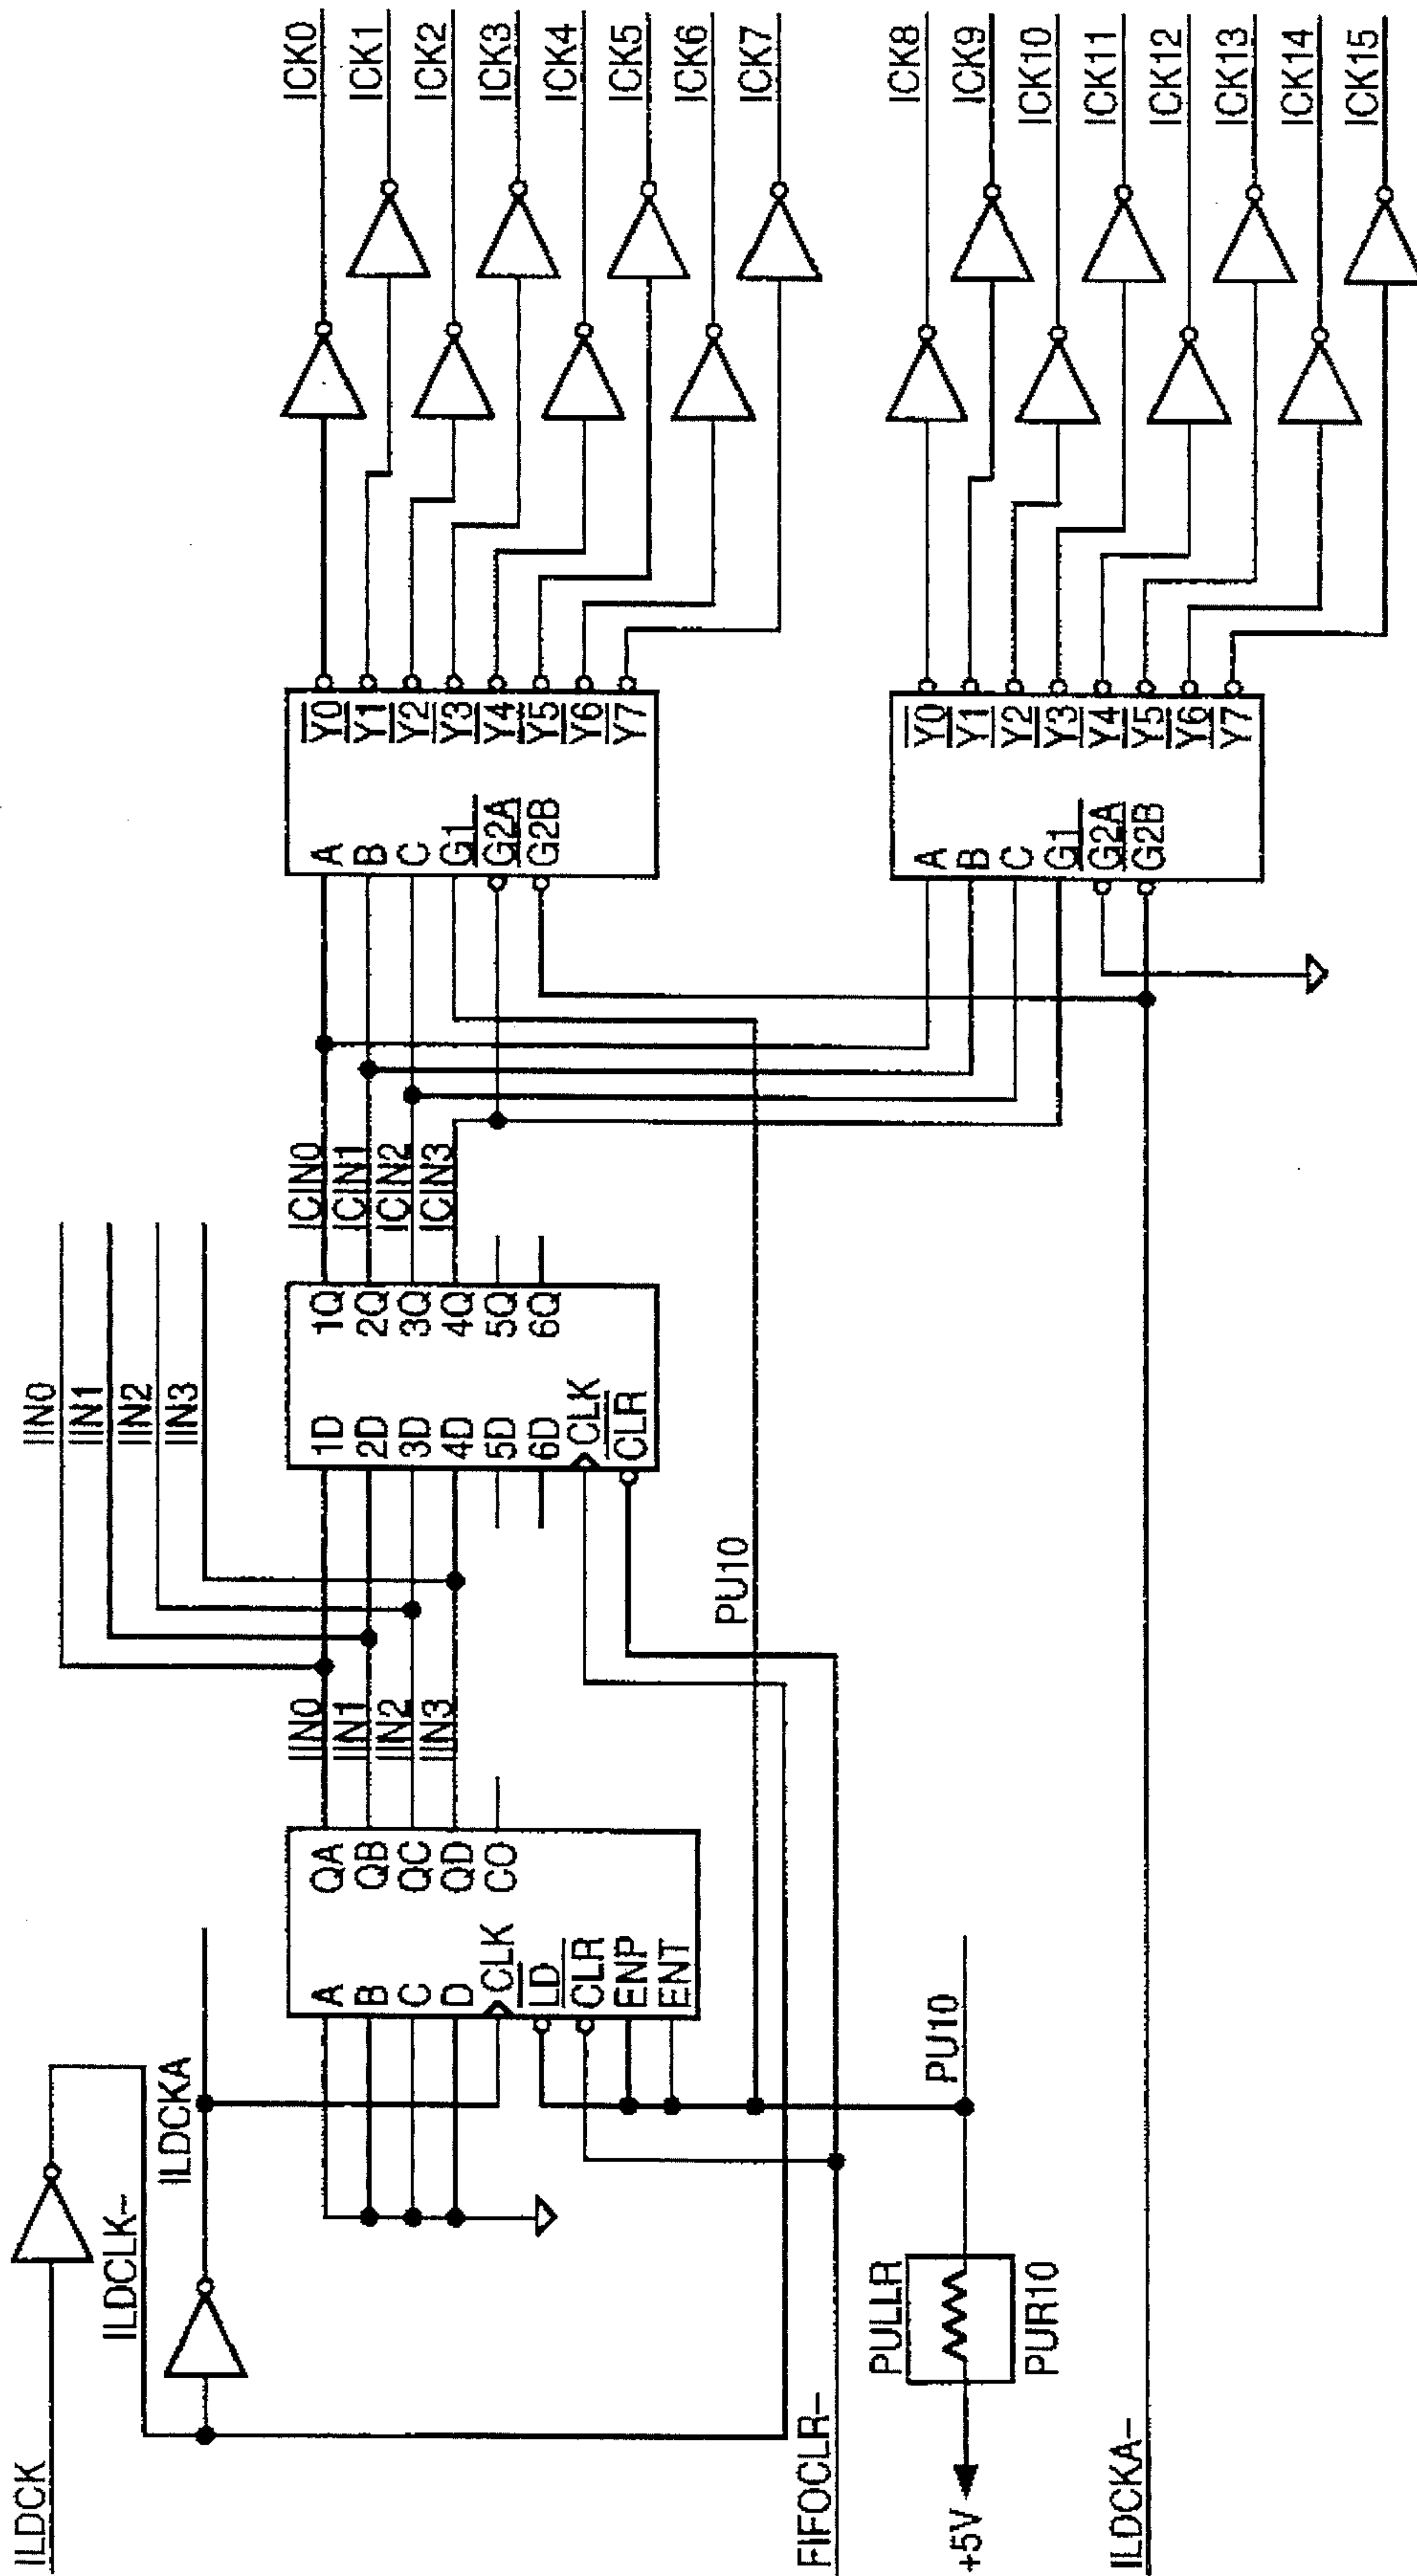 ILDCK
ILDCLK–
ILDCKA
A
B
C
D
CLK
LD
CLR
ENP
ENT
QA
QB
QC
QD
CO
IIN0
IIN1
IIN2
IIN3
IIN0
IIN1
IIN2
IIN3
1D
2D
3D
4D
5D
6D
CLK
CLR
1Q
2Q
3Q
4Q
5Q
6Q
ICIN0
ICIN1
ICIN2
ICIN3
A
B
C
G1
G2A
G2B
Y0
Y1
Y2
Y3
Y4
Y5
Y6
Y7
ICK0
ICK1
ICK2
ICK3
ICK4
ICK5
ICK6
ICK7
PU10
FIFOCLR–
PULLR
+5V
PUR10
PU10
ILDCKA–
A
B
C
G1
G2A
G2B
Y0
Y1
Y2
Y3
Y4
Y5
Y6
Y7
ICK8
ICK9
ICK10
ICK11
ICK12
ICK13
ICK14
ICK15